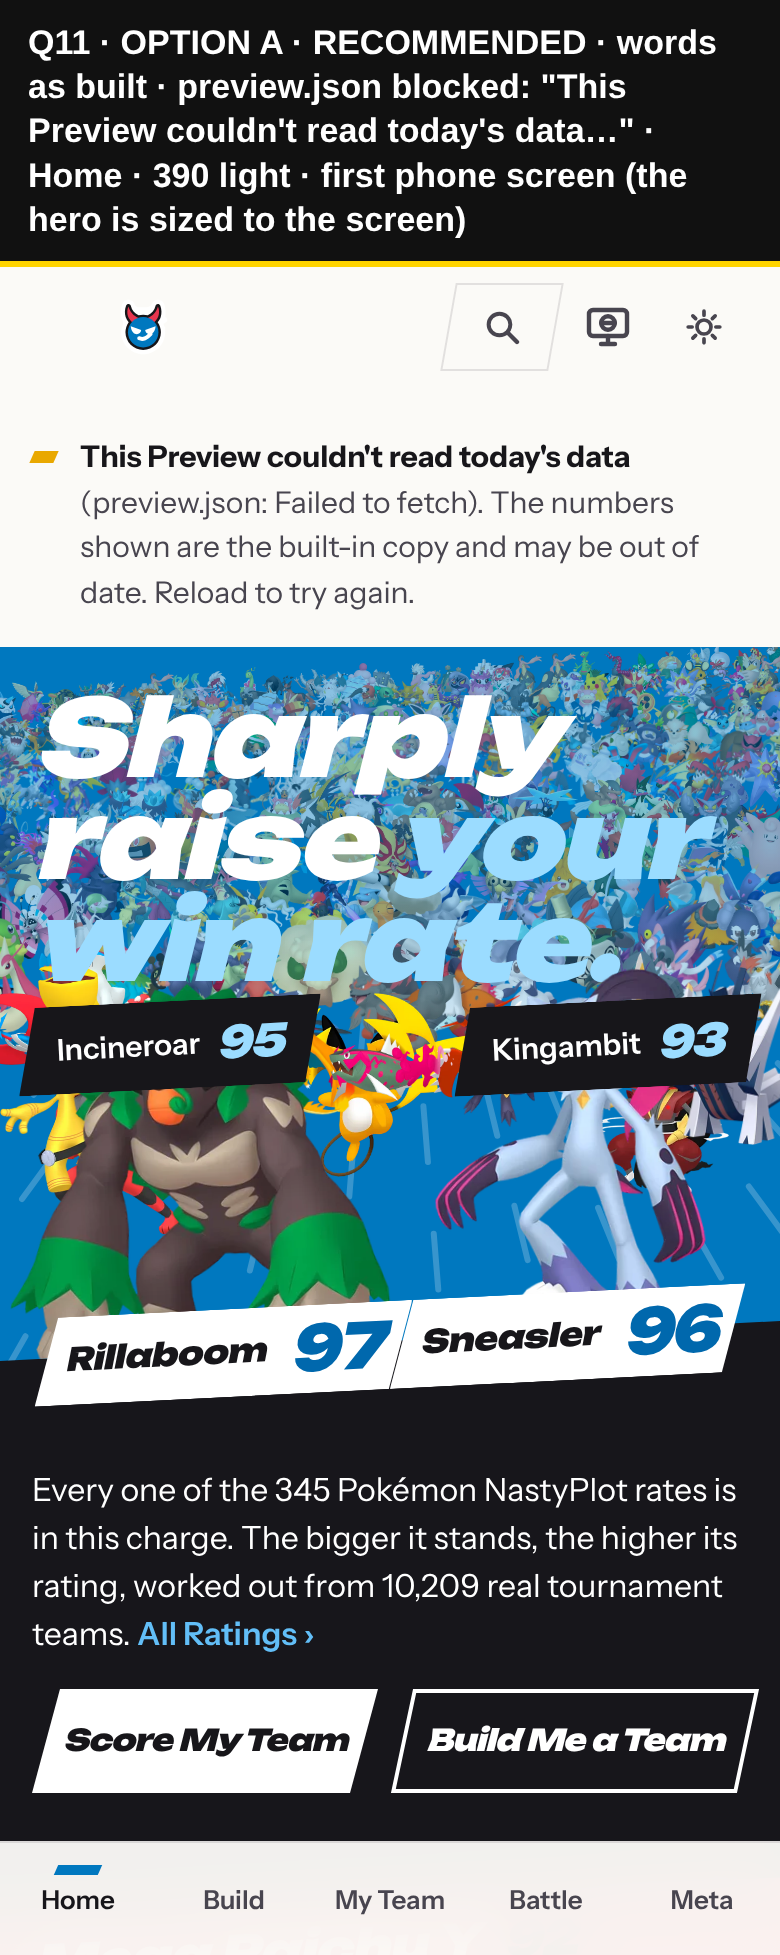 Q11 · OPTION A · RECOMMENDED · words
as built · preview.json blocked: "This
Preview couldn't read today's data…" ·
Home · 390 light · first phone screen (the
hero is sized to the screen)
This Preview couldn't read today's data
(preview.json: Failed to fetch). The numbers
shown are the built-in copy and may be out of
date. Reload to try again.
Sharply
raise your
win rate.
Incineroar 95
Kingambit 93
Rillaboom 97
Sneasler 96
Every one of the 345 Pokémon NastyPlot rates is
in this charge. The bigger it stands, the higher its
rating, worked out from 10,209 real tournament
teams. All Ratings ›
Score My Team
Build Me a Team
Home
Build
My Team
Battle
Meta